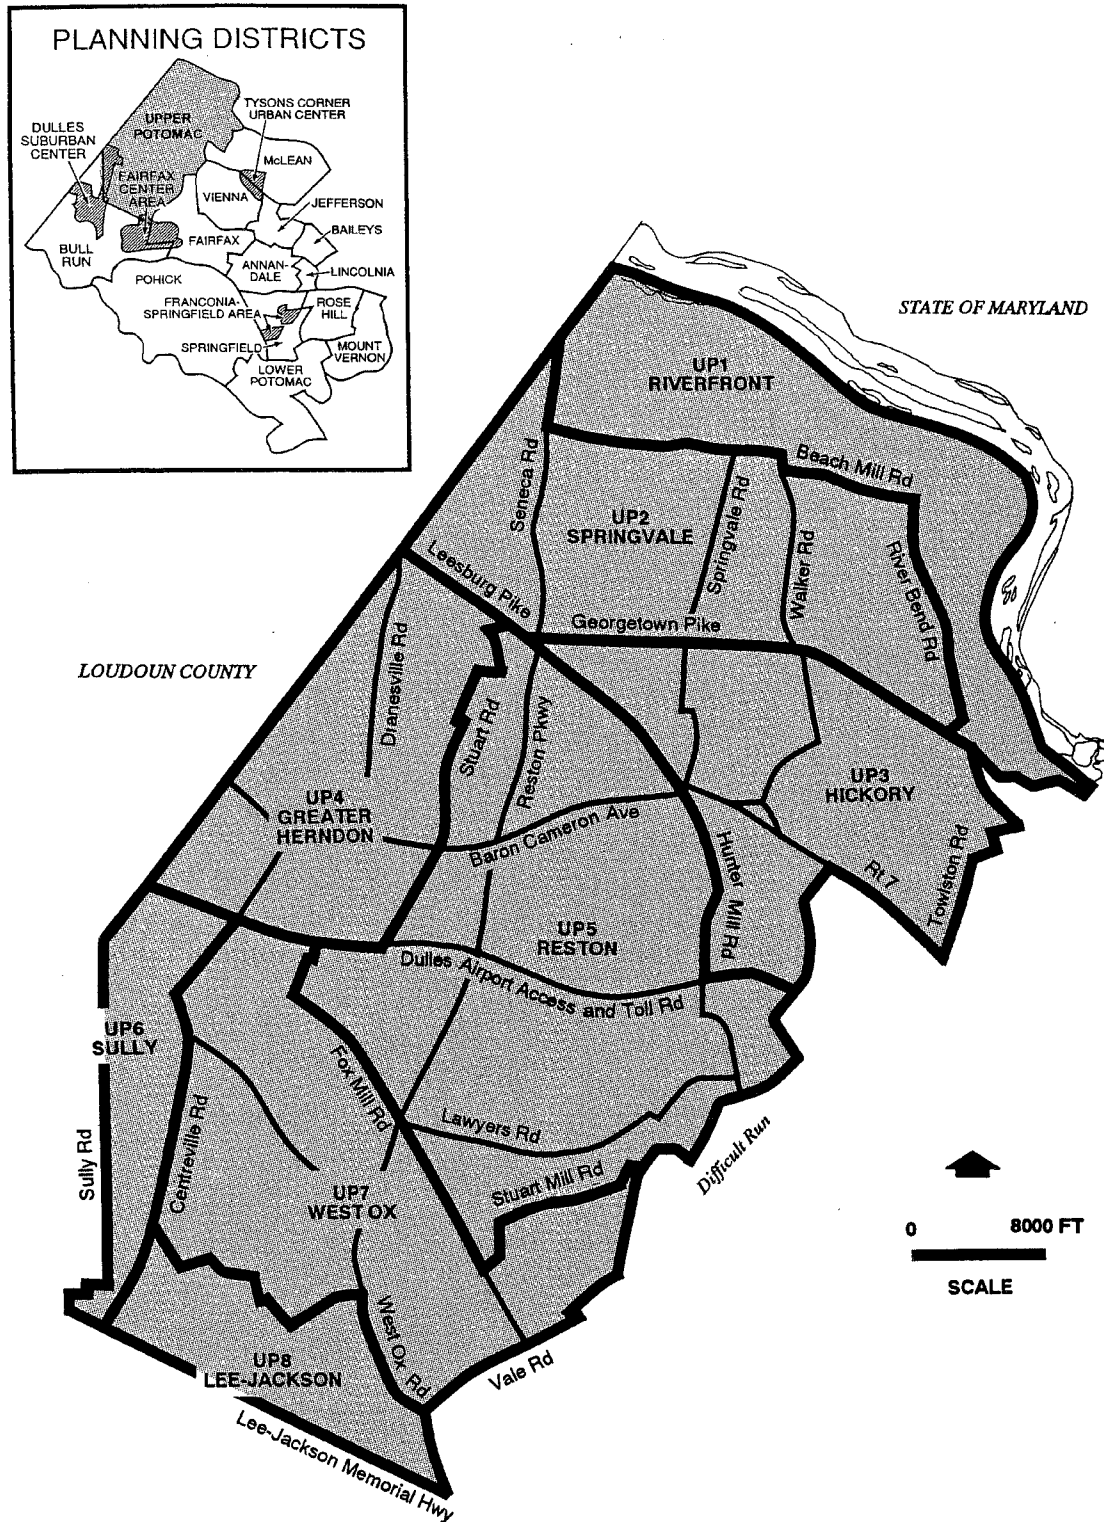 PLANNING DISTRICTS
TYSONS CORNER
URBAN CENTER
UPPER
POTOMAC
DULLES
SUBURBAN
CENTER
McLEAN
FAIRFAX
CENTER
AREA
VIENNA
JEFFERSON
BAILEYS
FAIRFAX
BULL
RUN
ANNAN-
DALE
LINCOLNIA
POHICK
FRANCONIA-
SPRINGFIELD AREA
ROSE
HILL
SPRINGFIELD
MOUNT
VERNON
LOWER
POTOMAC
STATE OF MARYLAND
UP1
RIVERFRONT
Beach Mill Rd
Seneca Rd
UP2
SPRINGVALE
Springvale Rd
Walker Rd
River Bend Rd
Leesburg Pike
Georgetown Pike
LOUDOUN COUNTY
Dranesville Rd
Stuart Rd
Reston Pkwy
UP3
HICKORY
UP4
GREATER
HERNDON
Baron Cameron Ave
Hunter Mill Rd
Rt 7
Towlston Rd
UP5
RESTON
Dulles Airport Access and Toll Rd
UP6
SULLY
Fox Mill Rd
Lawyers Rd
Sully Rd
Centreville Rd
Stuart Mill Rd
Difficult Run
UP7
WEST OX
0 8000 FT
SCALE
West Ox Rd
Vale Rd
UP8
LEE-JACKSON
Lee-Jackson Memorial Hwy